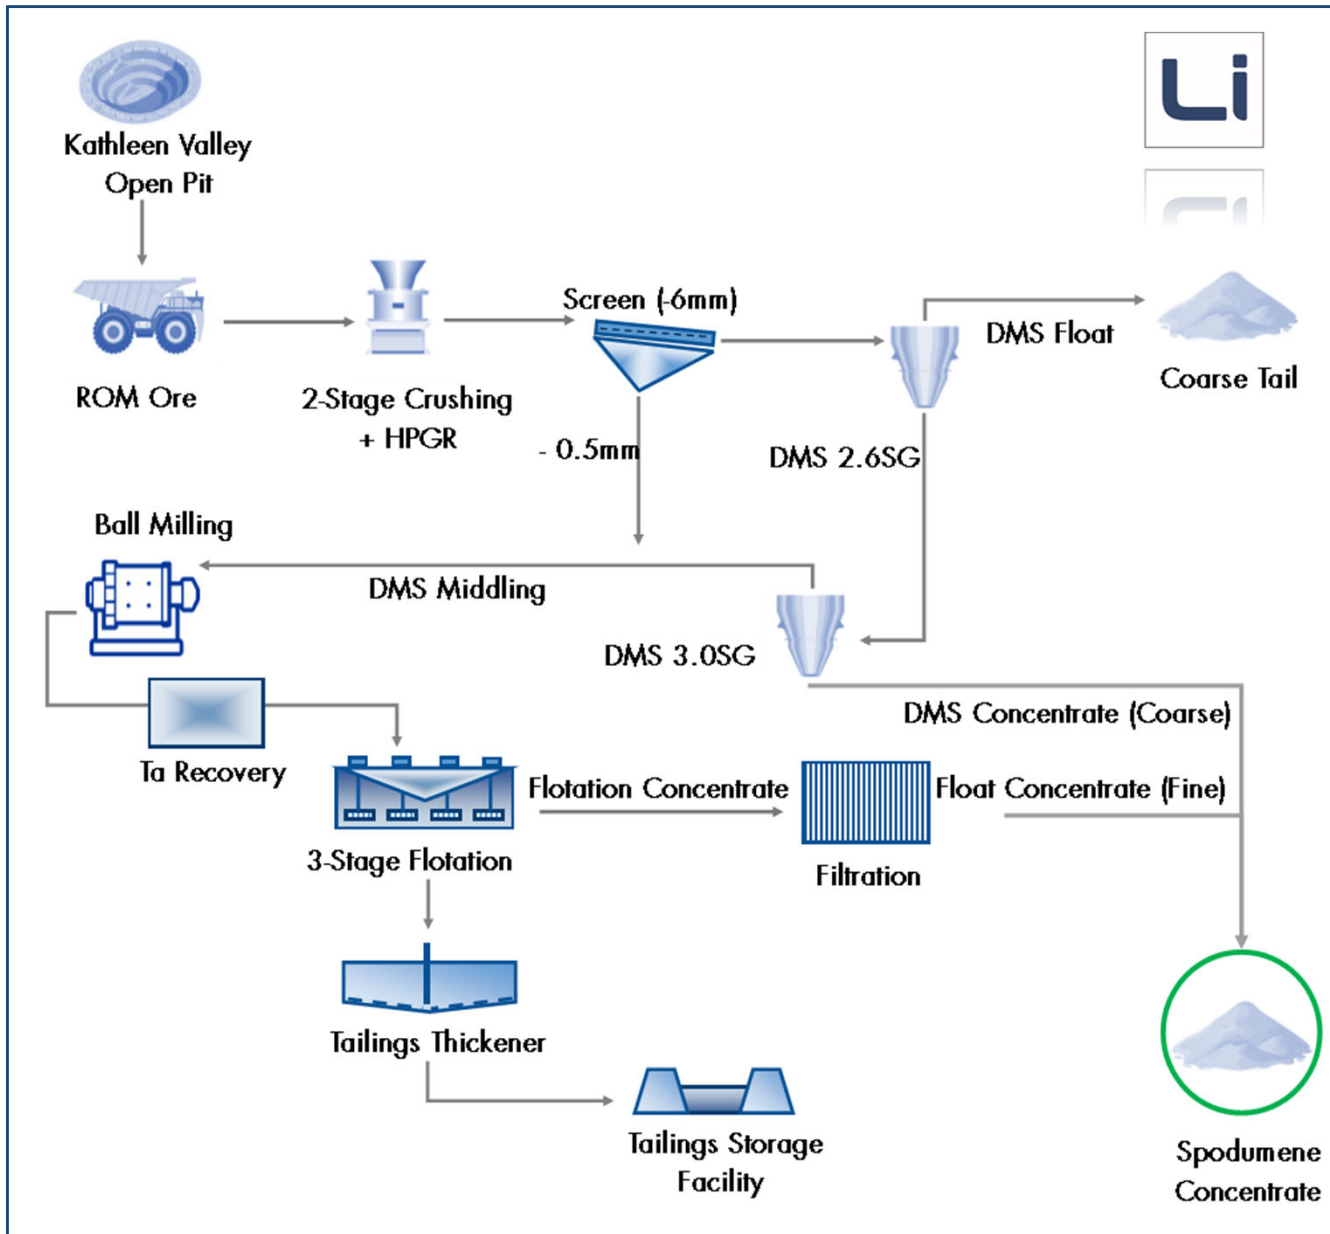 Kathleen Valley
Open Pit
Li
Screen (-6mm)
DMS Float
ROM Ore
2-Stage Crushing
+ HPGR
Coarse Tail
- 0.5mm
DMS 2.6SG
Ball Milling
DMS Middling
DMS 3.0SG
DMS Concentrate (Coarse)
Ta Recovery
Flotation Concentrate
Float Concentrate (Fine)
3-Stage Flotation
Filtration
Tailings Thickener
Tailings Storage
Facility
Spodumene
Concentrate